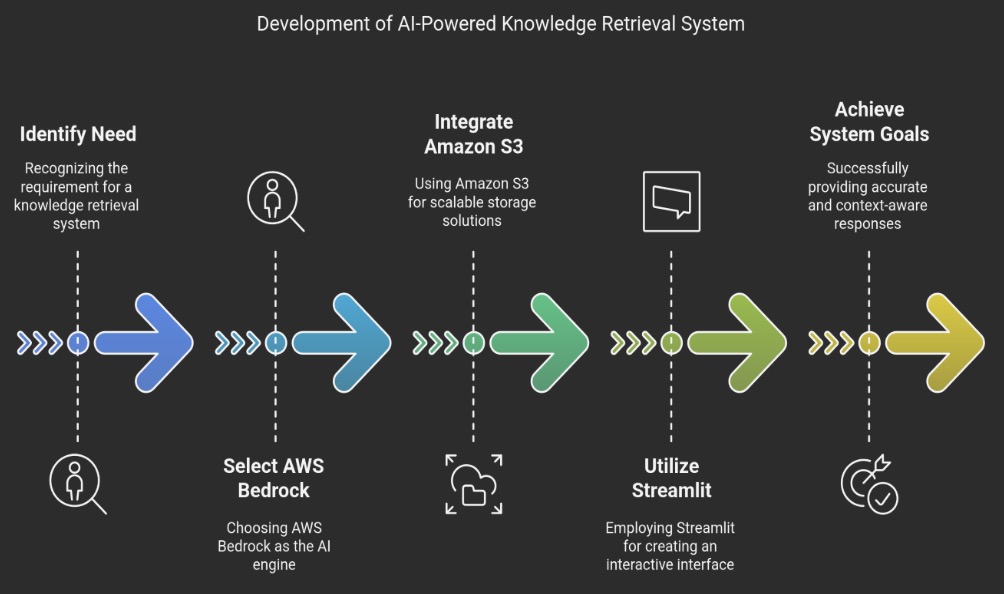 Development of AI-Powered Knowledge Retrieval System
Identify Need
Recognizing the
requirement for a
knowledge retrieval
system
Select AWS
Bedrock
Choosing AWS
Bedrock as the AI
engine
Integrate
Amazon S3
Using Amazon S3
for scalable storage
solutions
Utilize
Streamlit
Employing Streamlit
for creating an
interactive interface
Achieve
System Goals
Successfully
providing accurate
and context-aware
responses